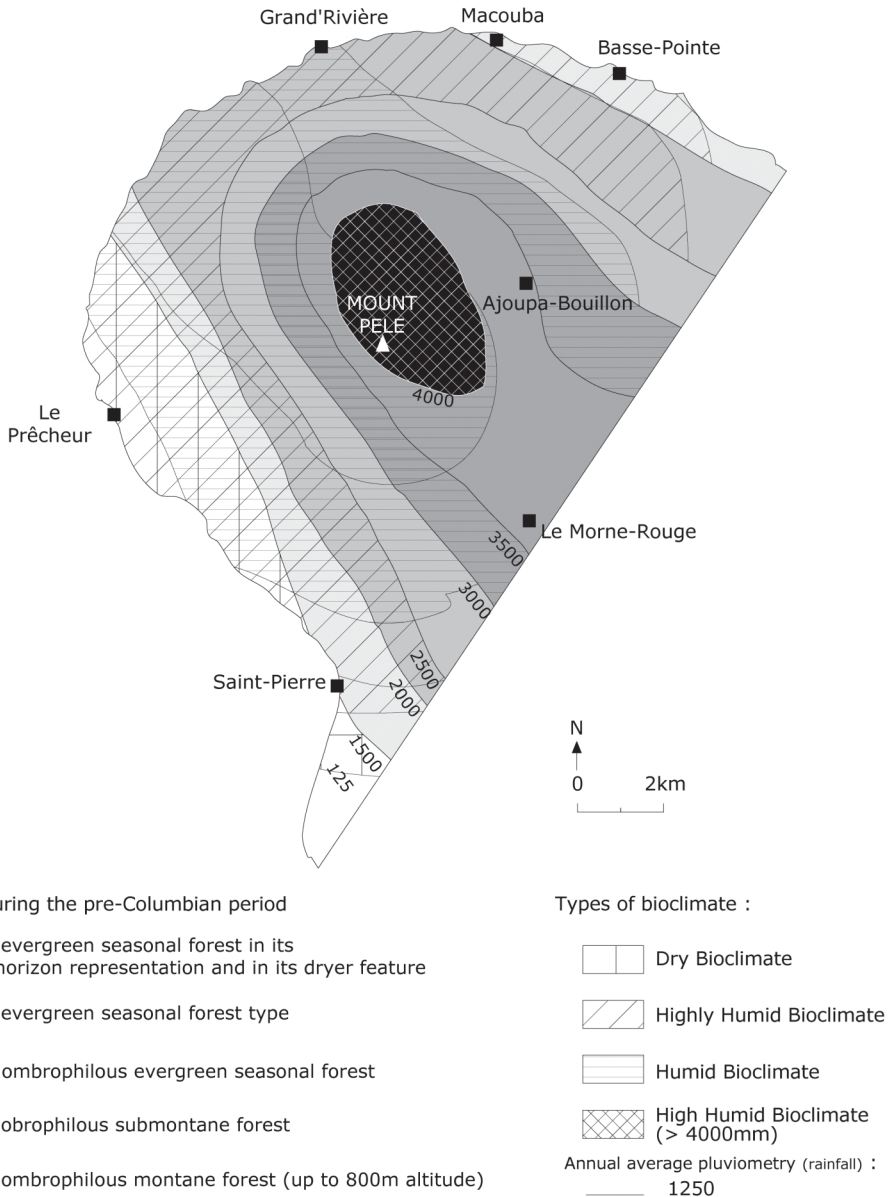 Grand'Rivière
Macouba
Basse-Pointe
MOUNT
PELE
Ajoupa-Bouillon
4000
Le
Prêcheur
Le Morne-Rouge
3500
3000
2500
2000
Saint-Pierre
1500
125
N
0 2km
uring the pre-Columbian period
evergreen seasonal forest in its
horizon representation and in its dryer feature
evergreen seasonal forest type
ombrophilous evergreen seasonal forest
obrophilous submontane forest
ombrophilous montane forest (up to 800m altitude)
Types of bioclimate :
Dry Bioclimate
Highly Humid Bioclimate
Humid Bioclimate
High Humid Bioclimate
(> 4000mm)
Annual average pluviometry (rainfall) :
1250